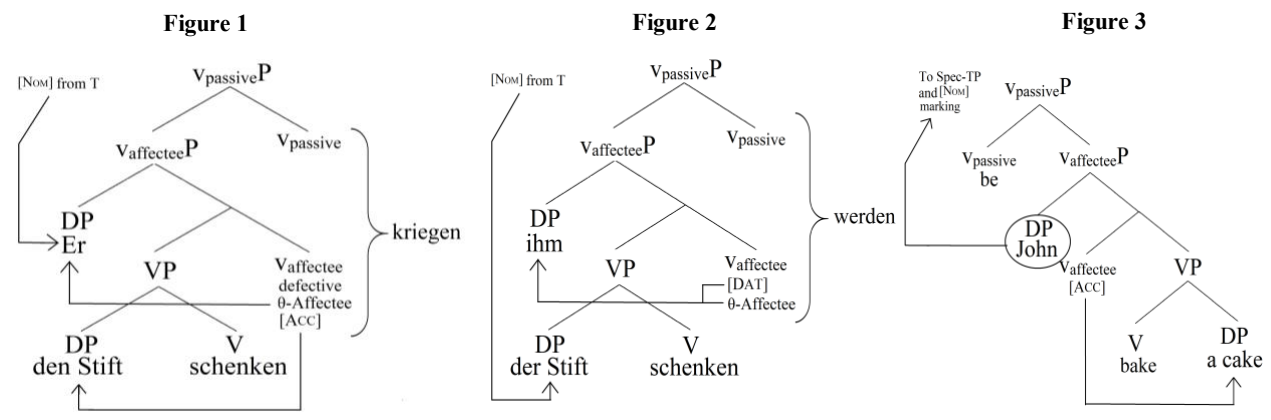 Figure 1
[NOM] from T
vpassiveP
vaffecteeP
vpassive
DP
Er
kriegen
VP
vaffectee
defective
θ-Affectee
[ACC]
DP
den Stift
V
schenken
Figure 2
[NOM] from T
vpassiveP
vaffecteeP
vpassive
DP
ihm
werden
VP
vaffectee
[DAT]
θ-Affectee
DP
der Stift
V
schenken
Figure 3
To Spec-TP
and [NOM]
marking
vpassiveP
vpassive
be
vaffecteeP
DP
John
vaffectee
[ACC]
VP
V
bake
DP
a cake